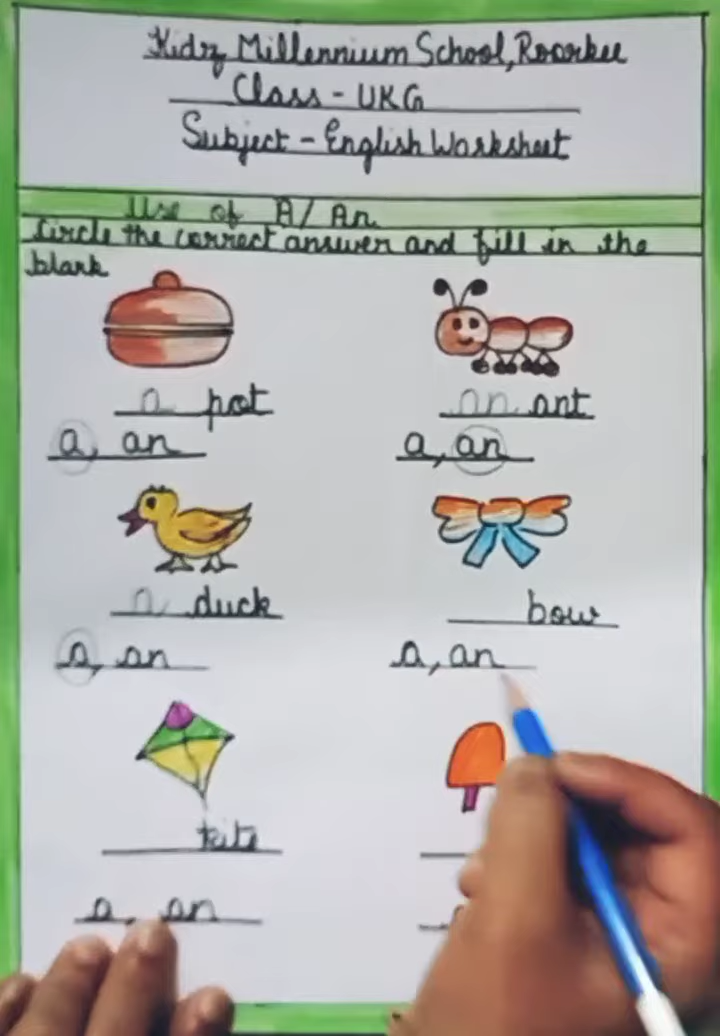 Kidz Millennium School, Roorkee
Class - UKG
Subject - English Worksheet
Use of A/ An
Circle the correct answer and fill in the
blank
a pot
an ant
a, an
a, an
a duck
bow
a, an
a, an
kite
a, an